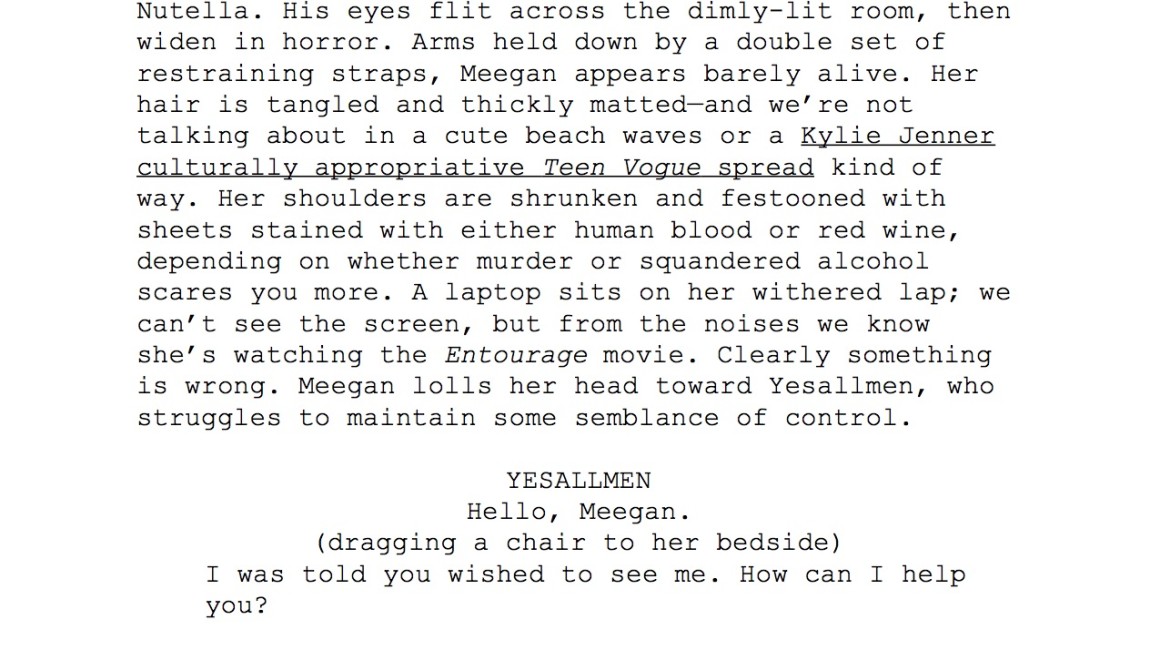 Nutella. His eyes flit across the dimly-lit room, then
widen in horror. Arms held down by a double set of
restraining straps, Meegan appears barely alive. Her
hair is tangled and thickly matted—and we’re not
talking about in a cute beach waves or a Kylie Jenner
culturally appropriative Teen Vogue spread kind of
way. Her shoulders are shrunken and festooned with
sheets stained with either human blood or red wine,
depending on whether murder or squandered alcohol
scares you more. A laptop sits on her withered lap; we
can’t see the screen, but from the noises we know
she’s watching the Entourage movie. Clearly something
is wrong. Meegan lolls her head toward Yesallmen, who
struggles to maintain some semblance of control.
YESALLMEN
Hello, Meegan.
(dragging a chair to her bedside)
I was told you wished to see me. How can I help
you?